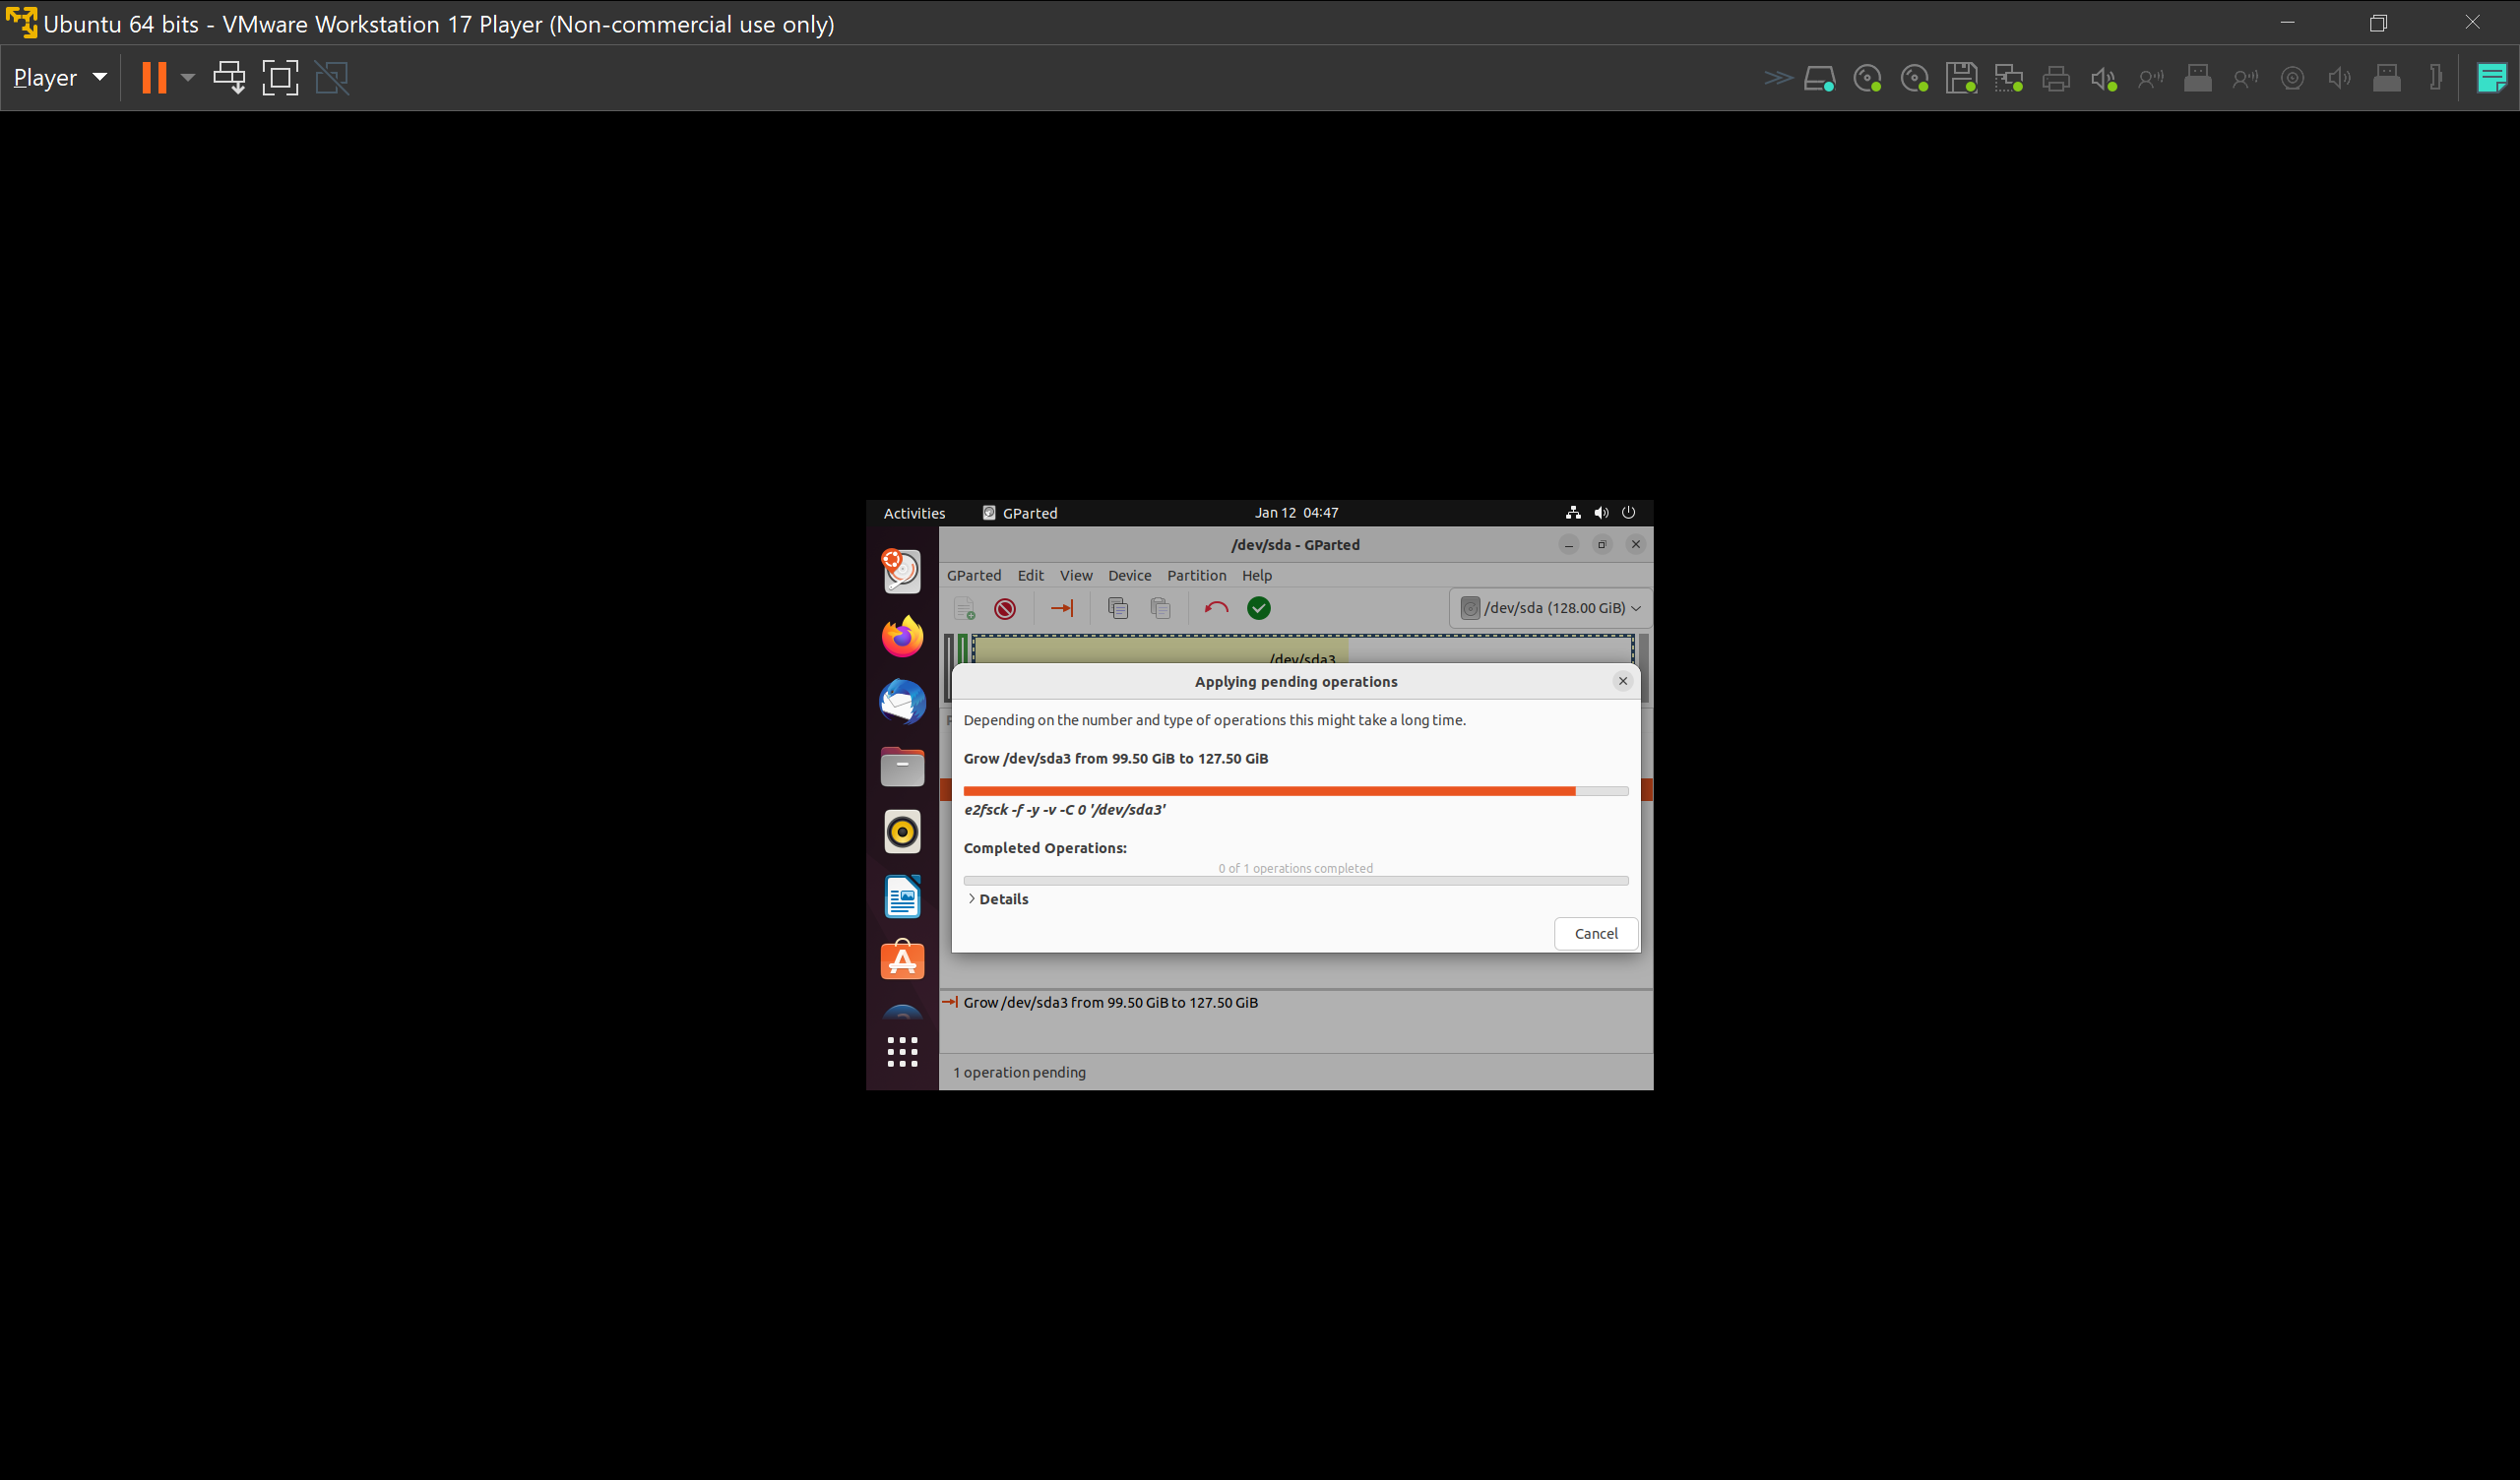 Ubuntu 64 bits - VMware Workstation 17 Player (Non-commercial use only)
Player
Activities GParted Jan 12 04:47
/dev/sda - GParted
GParted Edit View Device Partition Help
/dev/sda (128.00 GiB)
/dev/sda3
Applying pending operations
Depending on the number and type of operations this might take a long time.
Grow /dev/sda3 from 99.50 GiB to 127.50 GiB
e2fsck -f -y -v -C 0 '/dev/sda3'
Completed Operations:
0 of 1 operations completed
Details
Cancel
Grow /dev/sda3 from 99.50 GiB to 127.50 GiB
1 operation pending